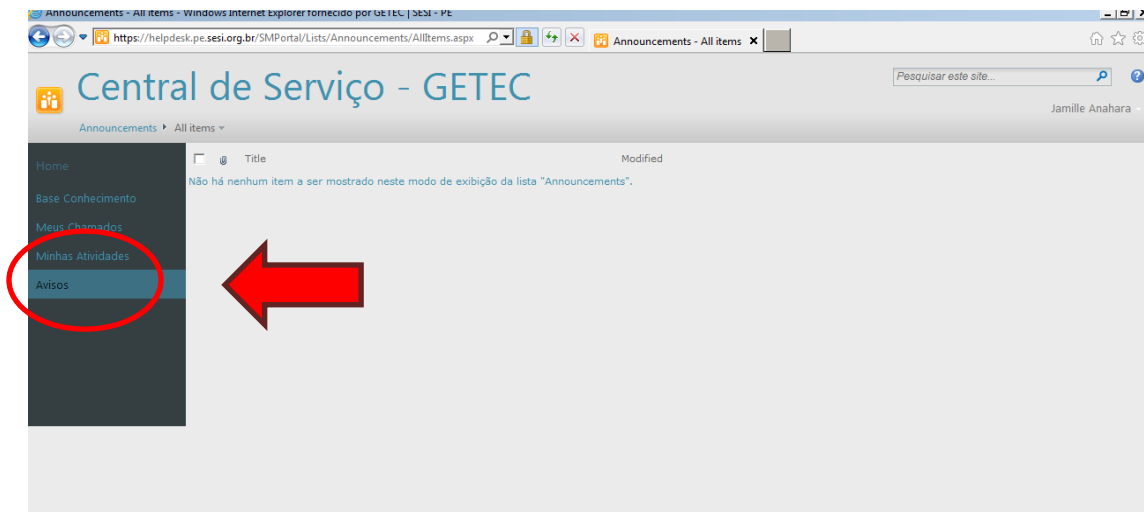 Announcements - All items - Windows Internet Explorer fornecido por GETEC | SESI - PE
https://helpdesk.pe.sesi.org.br/SMPortal/Lists/Announcements/AllItems.aspx
Announcements - All items
Central de Serviço - GETEC
Pesquisar este site...
Jamille Anahara
Announcements
All items
Home
Base Conhecimento
Meus Chamados
Minhas Atividades
Avisos
Title
Modified
Não há nenhum item a ser mostrado neste modo de exibição da lista "Announcements".